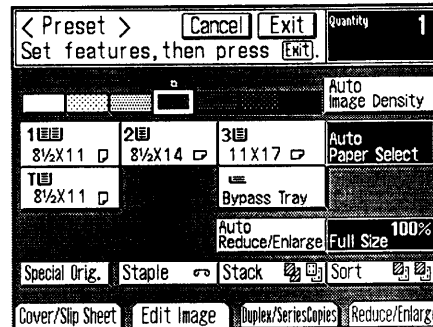 < Preset > Cancel Exit Quantity 1
Set features, then press Exit.
Auto Image Density
1 8½X11 2 8½X14 3 11X17 Auto Paper Select
T 8½X11 Bypass Tray
Auto Reduce/Enlarge 100% Full Size
Special Orig. Staple Stack Sort
Cover/Slip Sheet Edit Image Duplex/SeriesCopies Reduce/Enlarg